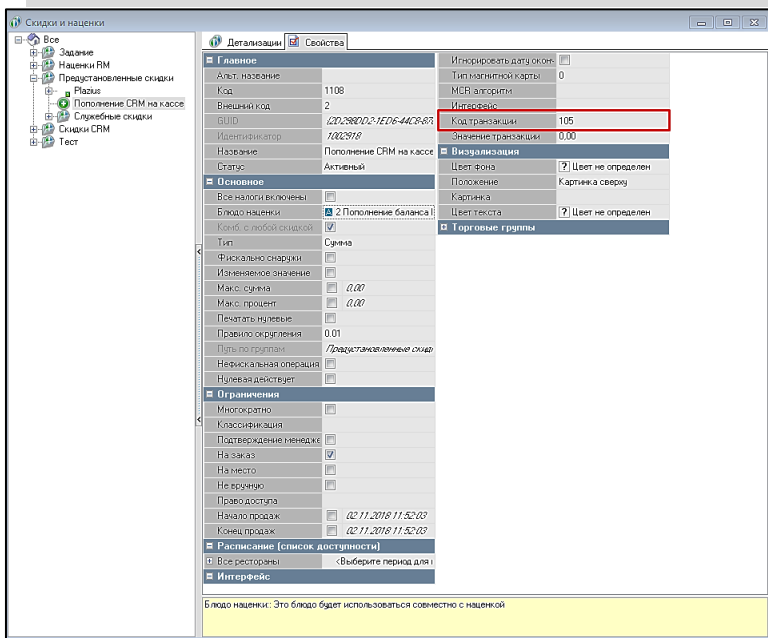 Скидки и наценки
Все
Задание
Наценки RM
Предустановленные скидки
Plazius
Пополнение CRM на кассе
Служебные скидки
Скидки CRM
Тест
Детализации Свойства
Главное
Альт. название
Код 1108
Внешний код 2
GUID
Идентификатор 1002918
Название Пополнение CRM на кассе
Статус Активный
Основное
Все налоги включены
Блюдо наценки 2 Пополнение баланса
Комб. с любой скидкой
Тип Сумма
Фискально снаружи
Изменяемое значение
Макс. сумма 0,00
Макс. процент 0,00
Печатать нулевые
Правило округления 0.01
Путь по группам Предустановленные скид
Нефискальная операция
Нулевая действует
Ограничения
Многократно
Классификация
Подтверждение менедже
На заказ
На место
Не вручную
Право доступа
Начало продаж 02.11.2018 11:52:03
Конец продаж 02.11.2018 11:52:03
Расписание (список доступности)
Все рестораны <Выберите период для
Интерфейс
Игнорировать дату окон
Тип магнитной карты 0
MCR алгоритм
Интерфейс
Код транзакции 105
Значение транзакции 0,00
Визуализация
Цвет фона ? Цвет не определен
Положение Картинка сверху
Картинка
Цвет текста ? Цвет не определен
Торговые группы
Блюдо наценки:: Это блюдо будет использоваться совместно с наценкой